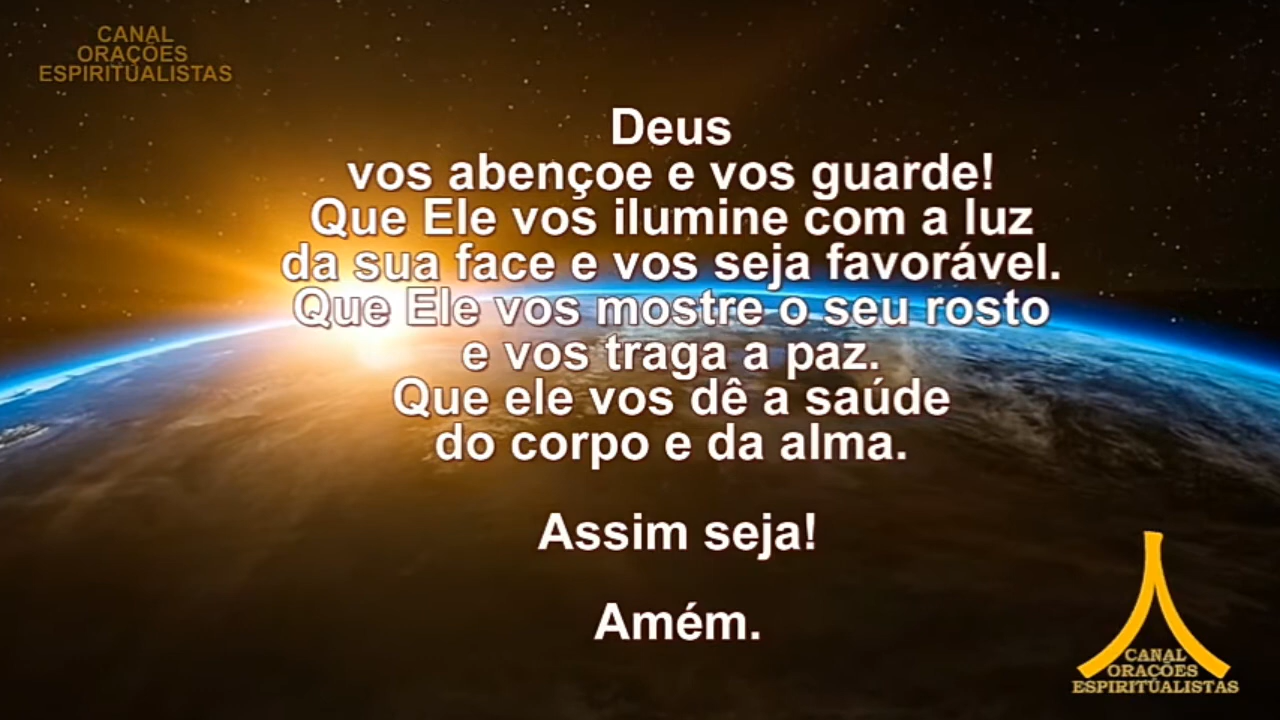 CANAL
ORAÇÕES
ESPIRITUALISTAS
Deus
vos abençoe e vos guarde!
Que Ele vos ilumine com a luz
da sua face e vos seja favorável.
Que Ele vos mostre o seu rosto
e vos traga a paz.
Que ele vos dê a saúde
do corpo e da alma.
Assim seja!
Amém.
CANAL
ORAÇÕES
ESPIRITUALISTAS